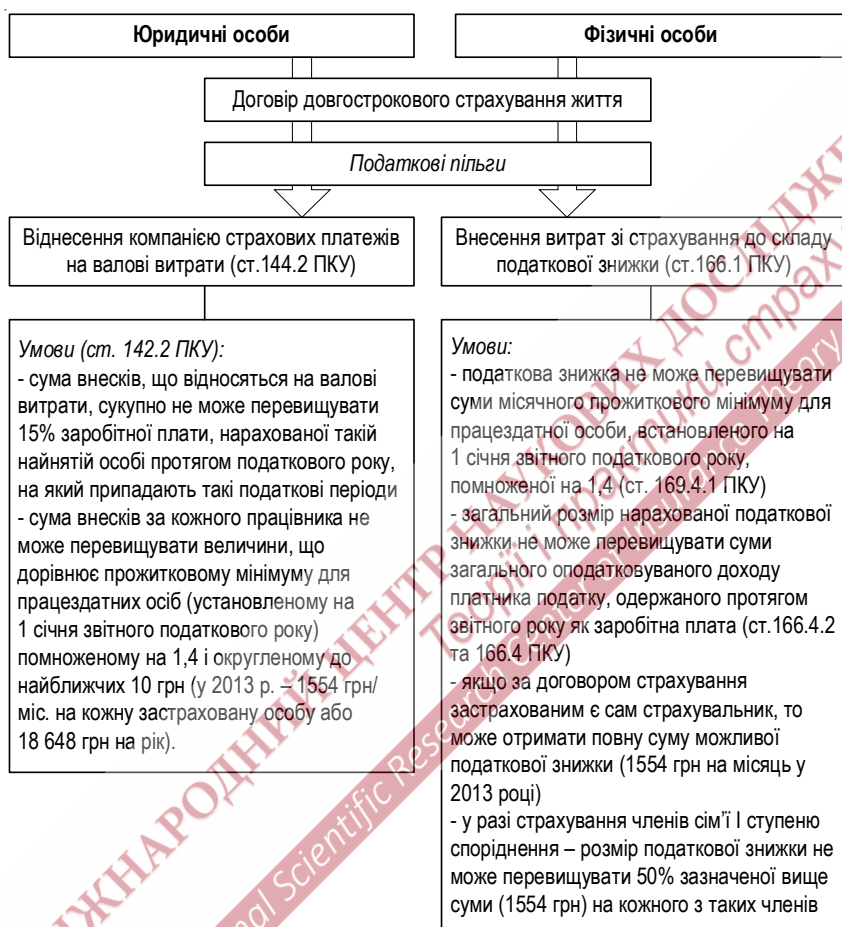 Юридичні особи
Фізичні особи
Договір довгострокового страхування життя
Податкові пільги
Віднесення компанією страхових платежів
на валові витрати (ст.144.2 ПКУ)
Внесення витрат зі страхування до складу
податкової знижки (ст.166.1 ПКУ)
Умови (ст. 142.2 ПКУ):
- сума внесків, що відносяться на валові
витрати, сукупно не може перевищувати
15% заробітної плати, нарахованої такій
найнятій особі протягом податкового року,
на який припадають такі податкові періоди
- сума внесків за кожного працівника не
може перевищувати величини, що
дорівнює прожитковому мінімуму для
працездатних осіб (установленому на
1 січня звітного податкового року)
помноженому на 1,4 і округленому до
найближчих 10 грн (у 2013 р. – 1554 грн/
міс. на кожну застраховану особу або
18 648 грн на рік).
Умови:
- податкова знижка не може перевищувати
суми місячного прожиткового мінімуму для
працездатної особи, встановленого на
1 січня звітного податкового року,
помноженої на 1,4 (ст. 169.4.1 ПКУ)
- загальний розмір нарахованої податкової
знижки не може перевищувати суми
загального оподатковуваного доходу
платника податку, одержаного протягом
звітного року як заробітна плата (ст.166.4.2
та 166.4 ПКУ)
- якщо за договором страхування
застрахованим є сам страхувальник, то
може отримати повну суму можливої
податкової знижки (1554 грн на місяць у
2013 році)
- у разі страхування членів сім’ї І ступеню
споріднення – розмір податкової знижки не
може перевищувати 50% зазначеної вище
суми (1554 грн) на кожного з таких членів
ЦЕНТР НАУКОВИХ
Теорії і практики
Scientific Research Center of Insurance Theory